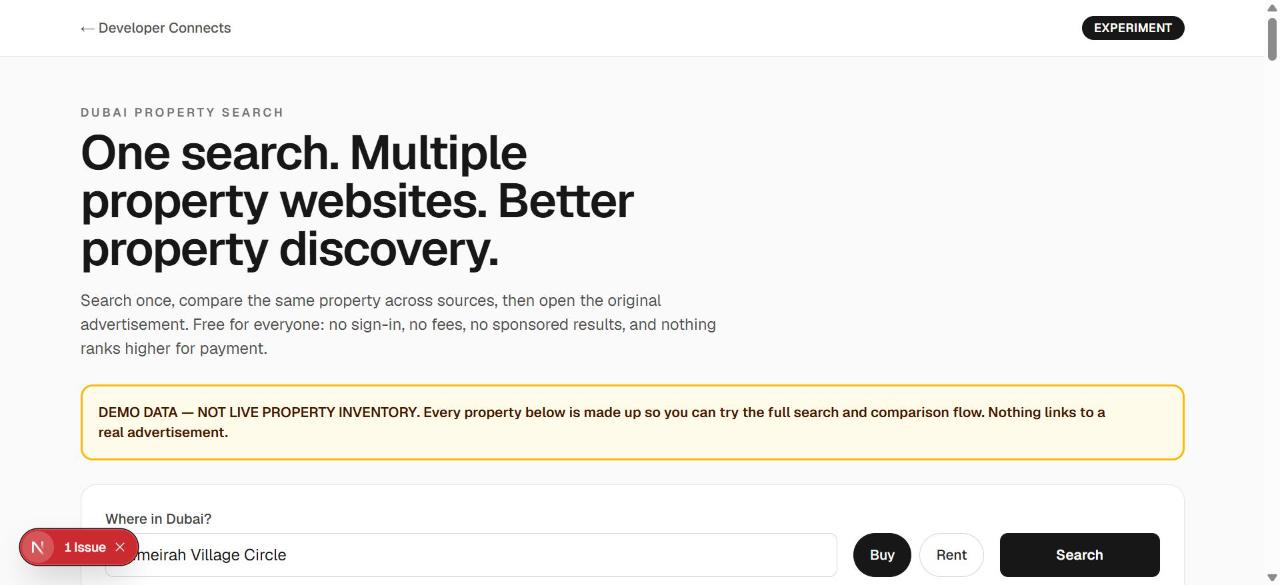 ← Developer Connects
EXPERIMENT
DUBAI PROPERTY SEARCH
One search. Multiple
property websites. Better
property discovery.
Search once, compare the same property across sources, then open the original
advertisement. Free for everyone: no sign-in, no fees, no sponsored results, and nothing
ranks higher for payment.
DEMO DATA — NOT LIVE PROPERTY INVENTORY. Every property below is made up so you can try the full search and comparison flow. Nothing links to a
real advertisement.
Where in Dubai?
meirah Village Circle
Buy
Rent
Search
N
1 Issue